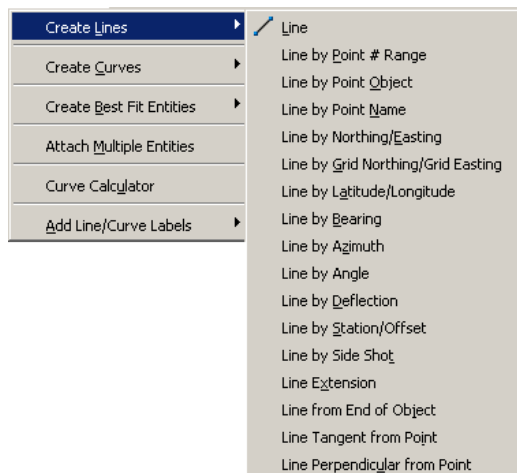 Create Lines
Create Curves
Create Best Fit Entities
Attach Multiple Entities
Curve Calculator
Add Line/Curve Labels
Line
Line by Point # Range
Line by Point Object
Line by Point Name
Line by Northing/Easting
Line by Grid Northing/Grid Easting
Line by Latitude/Longitude
Line by Bearing
Line by Azimuth
Line by Angle
Line by Deflection
Line by Station/Offset
Line by Side Shot
Line Extension
Line from End of Object
Line Tangent from Point
Line Perpendicular from Point